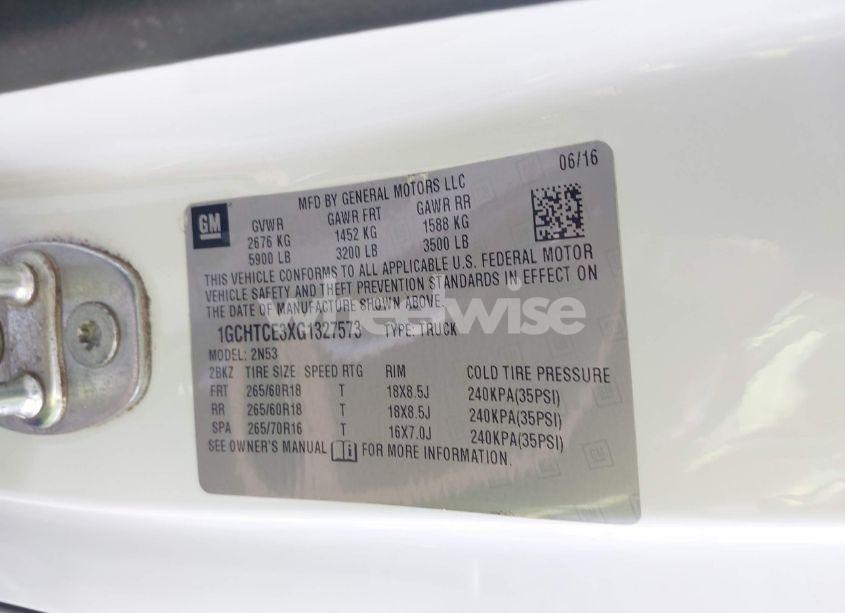 06/16
MFD BY GENERAL MOTORS LLC
GM
GVWR GAWR FRT GAWR RR
2676 KG 1452 KG 1588 KG
5900 LB 3200 LB 3500 LB
THIS VEHICLE CONFORMS TO ALL APPLICABLE U.S. FEDERAL MOTOR
VEHICLE SAFETY AND THEFT PREVENTION STANDARDS IN EFFECT ON
THE DATE OF MANUFACTURE SHOWN ABOVE.
wheelwise
1GCHTCE3XG1327573 TYPE: TRUCK
MODEL: 2N53
2BKZ TIRE SIZE SPEED RTG RIM COLD TIRE PRESSURE
FRT 265/60R18 T 18X8.5J 240KPA(35PSI)
RR 265/60R18 T 18X8.5J 240KPA(35PSI)
SPA 265/70R16 T 16X7.0J 240KPA(35PSI)
SEE OWNER'S MANUAL i FOR MORE INFORMATION.